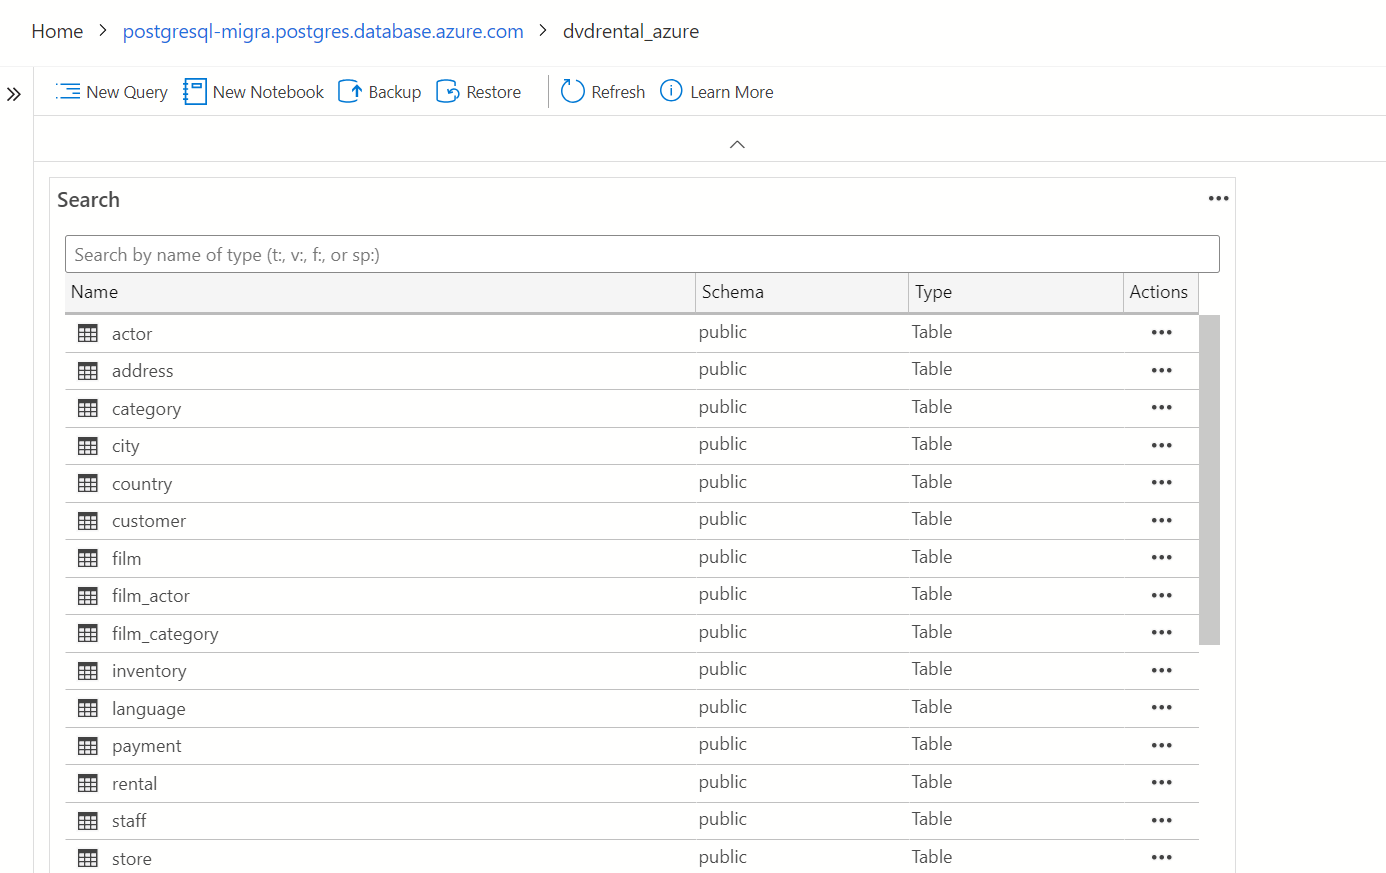 Home > postgresql-migra.postgres.database.azure.com > dvdrental_azure
New Query New Notebook Backup Restore Refresh Learn More
Search
Search by name of type (t:, v:, f:, or sp:)
Name Schema Type Actions
actor public Table
address public Table
category public Table
city public Table
country public Table
customer public Table
film public Table
film_actor public Table
film_category public Table
inventory public Table
language public Table
payment public Table
rental public Table
staff public Table
store public Table